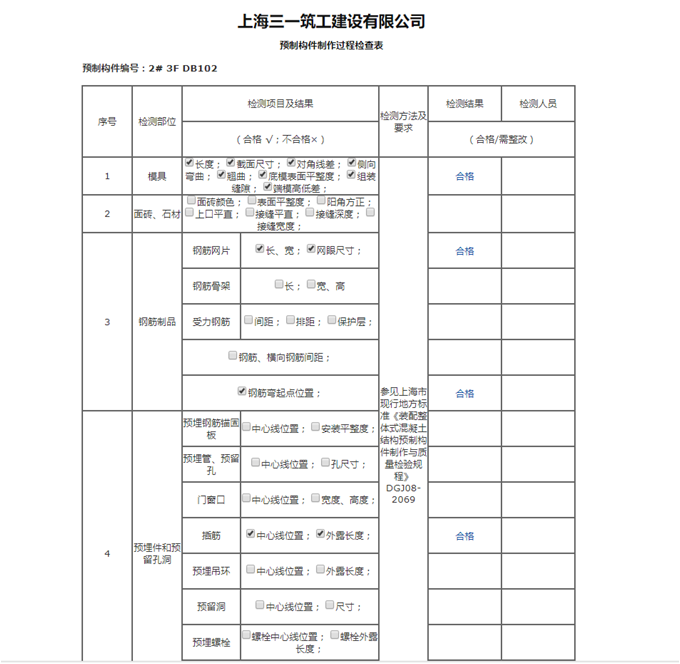 上海三一筑工建设有限公司
预制构件制作过程检查表
预制构件编号：2# 3F DB102
序号
检测部位
检测项目及结果
（合格 √；不合格×）
检测方法及
要求
检测结果
检测人员
（合格/需整改）
1
模具
长度； 截面尺寸； 对角线差； 侧向
弯曲； 翘曲； 底模表面平整度； 组装
缝隙； 端模高低差；
合格
2
面砖、石材
面砖颜色； 表面平整度； 阳角方正；
上口平直； 接缝平直； 接缝深度；
接缝宽度；
3
钢筋制品
钢筋网片
长、宽； 网眼尺寸；
合格
钢筋骨架
长； 宽、高
受力钢筋
间距； 排距； 保护层；
钢筋、横向钢筋间距；
钢筋弯起点位置；
合格
参见上海市
现行地方标
准《装配整
体式混凝土
结构预制构
件制作与质
量检验规
程》
DGJ08-
2069
4
预埋件和预
留孔洞
预埋钢筋锚固
板
中心线位置； 安装平整度；
预埋管、预留
孔
中心线位置； 孔尺寸；
门窗口
中心线位置； 宽度、高度；
插筋
中心线位置； 外露长度；
合格
预埋吊环
中心线位置； 外露长度；
预留洞
中心线位置； 尺寸；
预埋螺栓
螺栓中心线位置； 螺栓外露
长度；